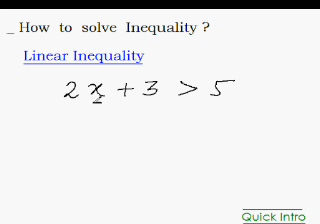 _ How to solve Inequality ?
Linear Inequality
2x + 3 > 5
Quick Intro